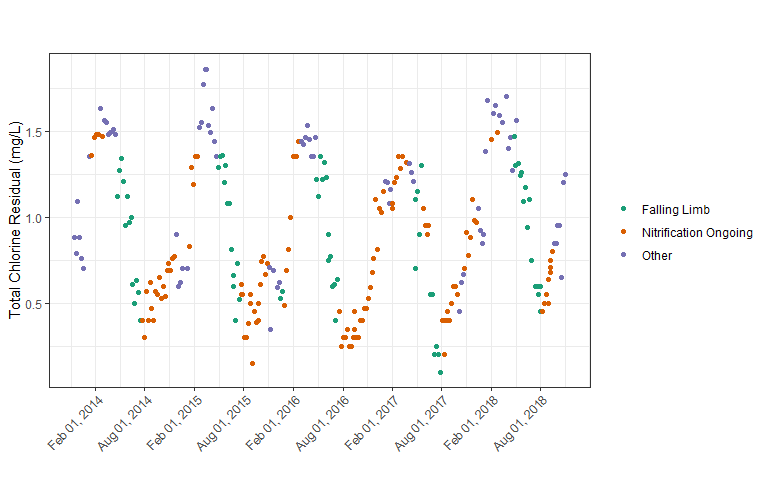 Total Chlorine Residual (mg/L)
1.5
1.0
0.5
Feb 01, 2014
Aug 01, 2014
Feb 01, 2015
Aug 01, 2015
Feb 01, 2016
Aug 01, 2016
Feb 01, 2017
Aug 01, 2017
Feb 01, 2018
Aug 01, 2018
Falling Limb
Nitrification Ongoing
Other